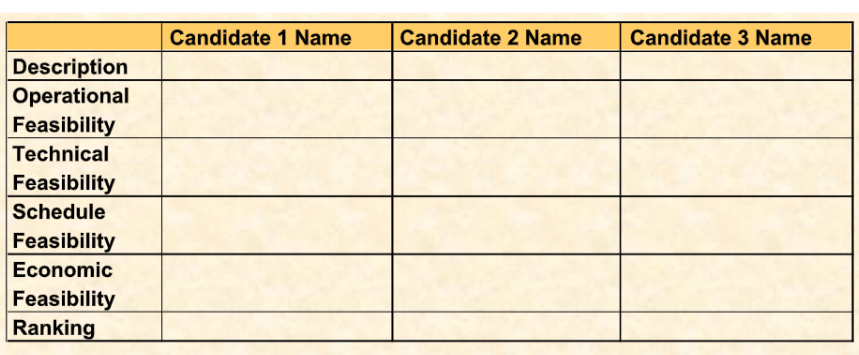 Candidate 1 Name Candidate 2 Name Candidate 3 Name
Description
Operational
Feasibility
Technical
Feasibility
Schedule
Feasibility
Economic
Feasibility
Ranking